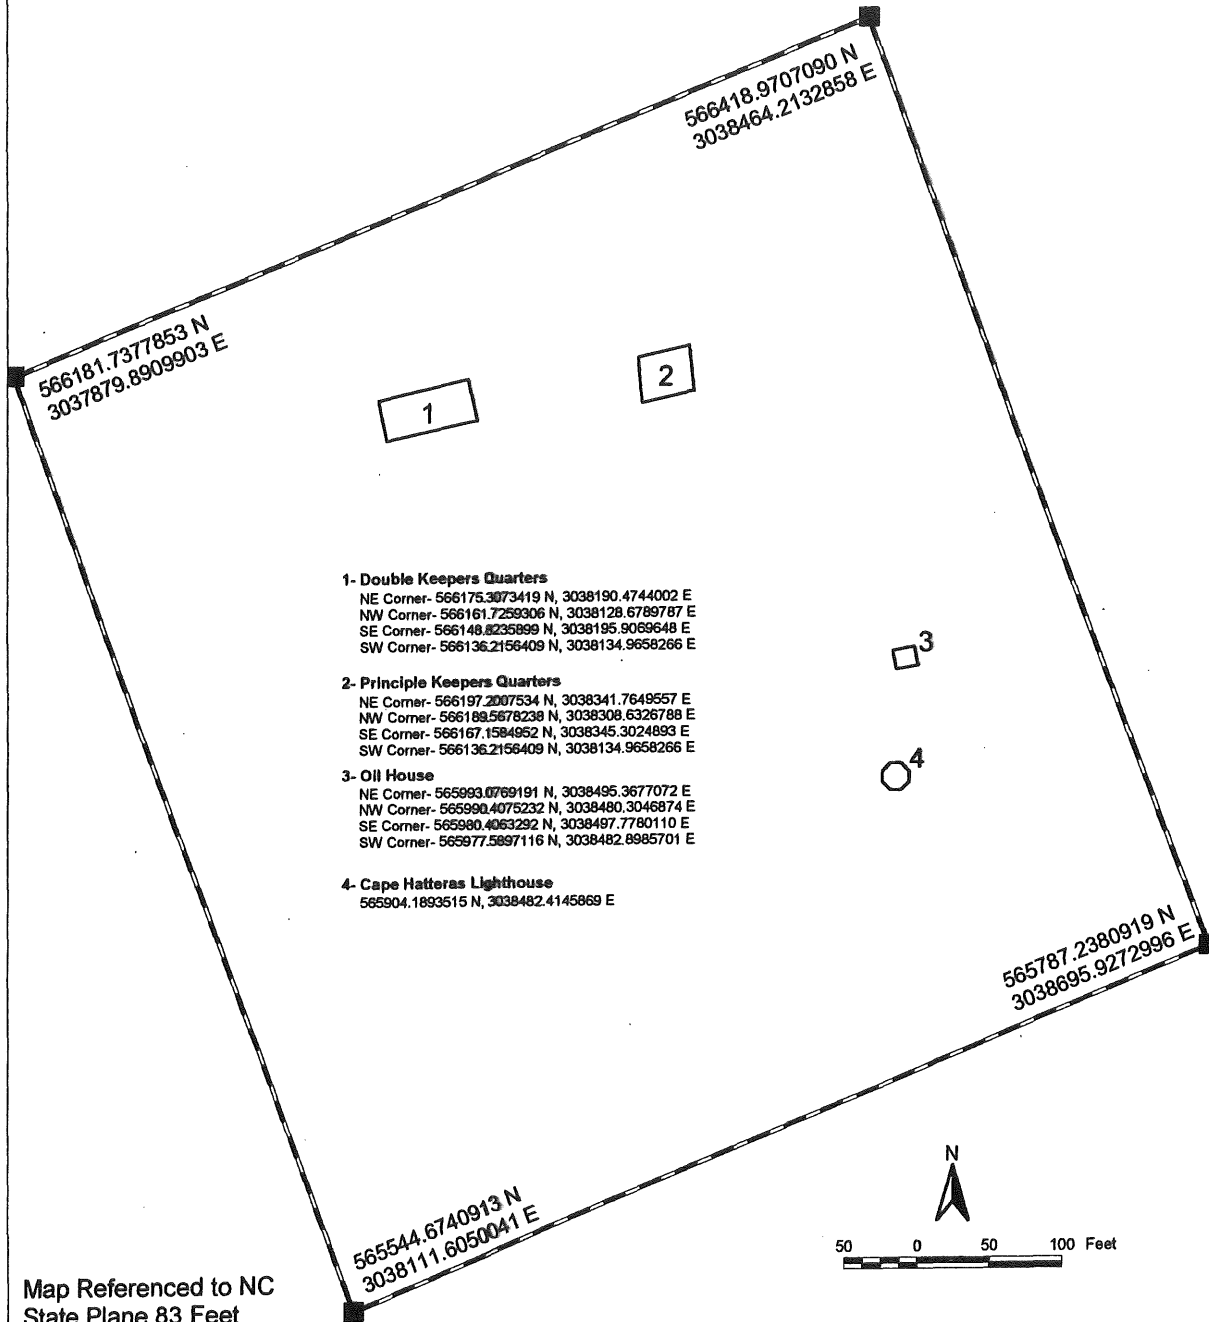 566418.9707090 N
3038464.2132858 E
566181.7377853 N
3037879.8909903 E
1
2
1- Double Keepers Quarters
NE Corner- 566175.3073419 N, 3038190.4744002 E
NW Corner- 566161.7259306 N, 3038128.6789787 E
SE Corner- 566148.8235899 N, 3038195.9069648 E
SW Corner- 566136.2156409 N, 3038134.9658266 E
2- Principle Keepers Quarters
NE Corner- 566197.2007534 N, 3038341.7649557 E
NW Corner- 566189.5678238 N, 3038308.6326788 E
SE Corner- 566167.1584952 N, 3038345.3024893 E
SW Corner- 566136.2156409 N, 3038134.9658266 E
3- Oil House
NE Corner- 565993.0769191 N, 3038495.3677072 E
NW Corner- 565990.4075232 N, 3038480.3046874 E
SE Corner- 565980.4063292 N, 3038497.7780110 E
SW Corner- 565977.5897116 N, 3038482.8985701 E
4- Cape Hatteras Lighthouse
565904.1893515 N, 3038482.4145869 E
3
4
565787.2380919 N
3038695.9272996 E
565544.6740913 N
3038111.6050041 E
N
50 0 50 100 Feet
Map Referenced to NC
State Plane 83 Feet